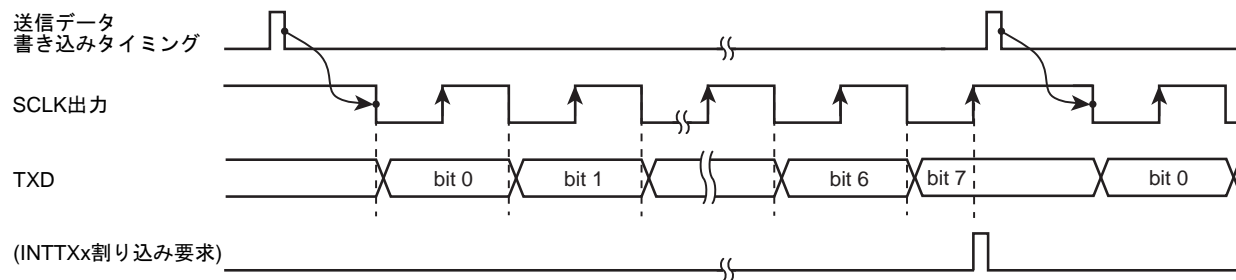 送信データ
書き込みタイミング
SCLK出力
TXD
bit 0
bit 1
bit 6
bit 7
bit 0
(INTTXx割り込み要求)